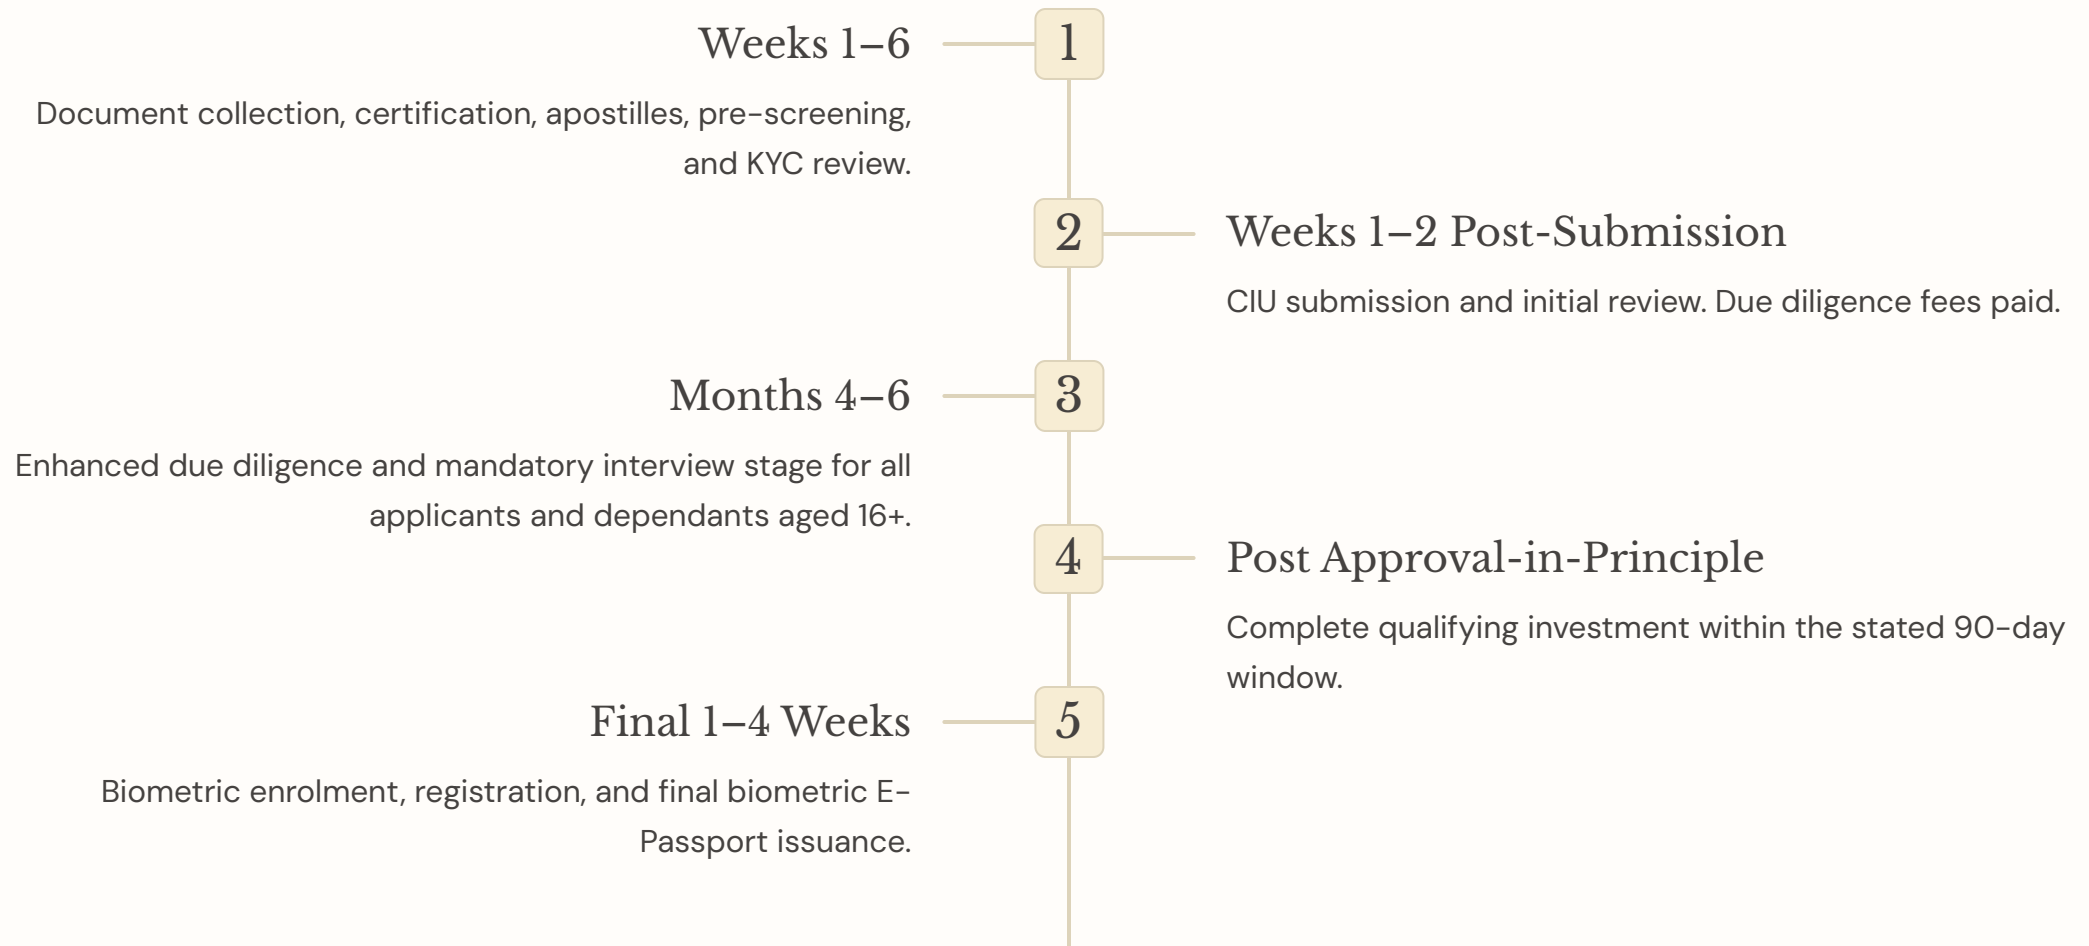 Weeks 1–6
1
Document collection, certification, apostilles, pre-screening,
and KYC review.
2
Weeks 1–2 Post-Submission
CIU submission and initial review. Due diligence fees paid.
Months 4–6
3
Enhanced due diligence and mandatory interview stage for all
applicants and dependants aged 16+.
4
Post Approval-in-Principle
Complete qualifying investment within the stated 90-day
window.
Final 1–4 Weeks
5
Biometric enrolment, registration, and final biometric E-
Passport issuance.